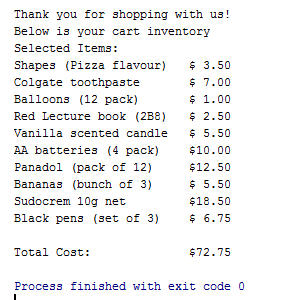 Thank you for shopping with us!
Below is your cart inventory
Selected Items:
Shapes (Pizza flavour)   $ 3.50
Colgate toothpaste       $ 7.00
Balloons (12 pack)       $ 1.00
Red Lecture book (2B8)   $ 2.50
Vanilla scented candle   $ 5.50
AA batteries (4 pack)    $10.00
Panadol (pack of 12)     $12.50
Bananas (bunch of 3)     $ 5.50
Sudocrem 10g net         $18.50
Black pens (set of 3)    $ 6.75
Total Cost:              $72.75
Process finished with exit code 0